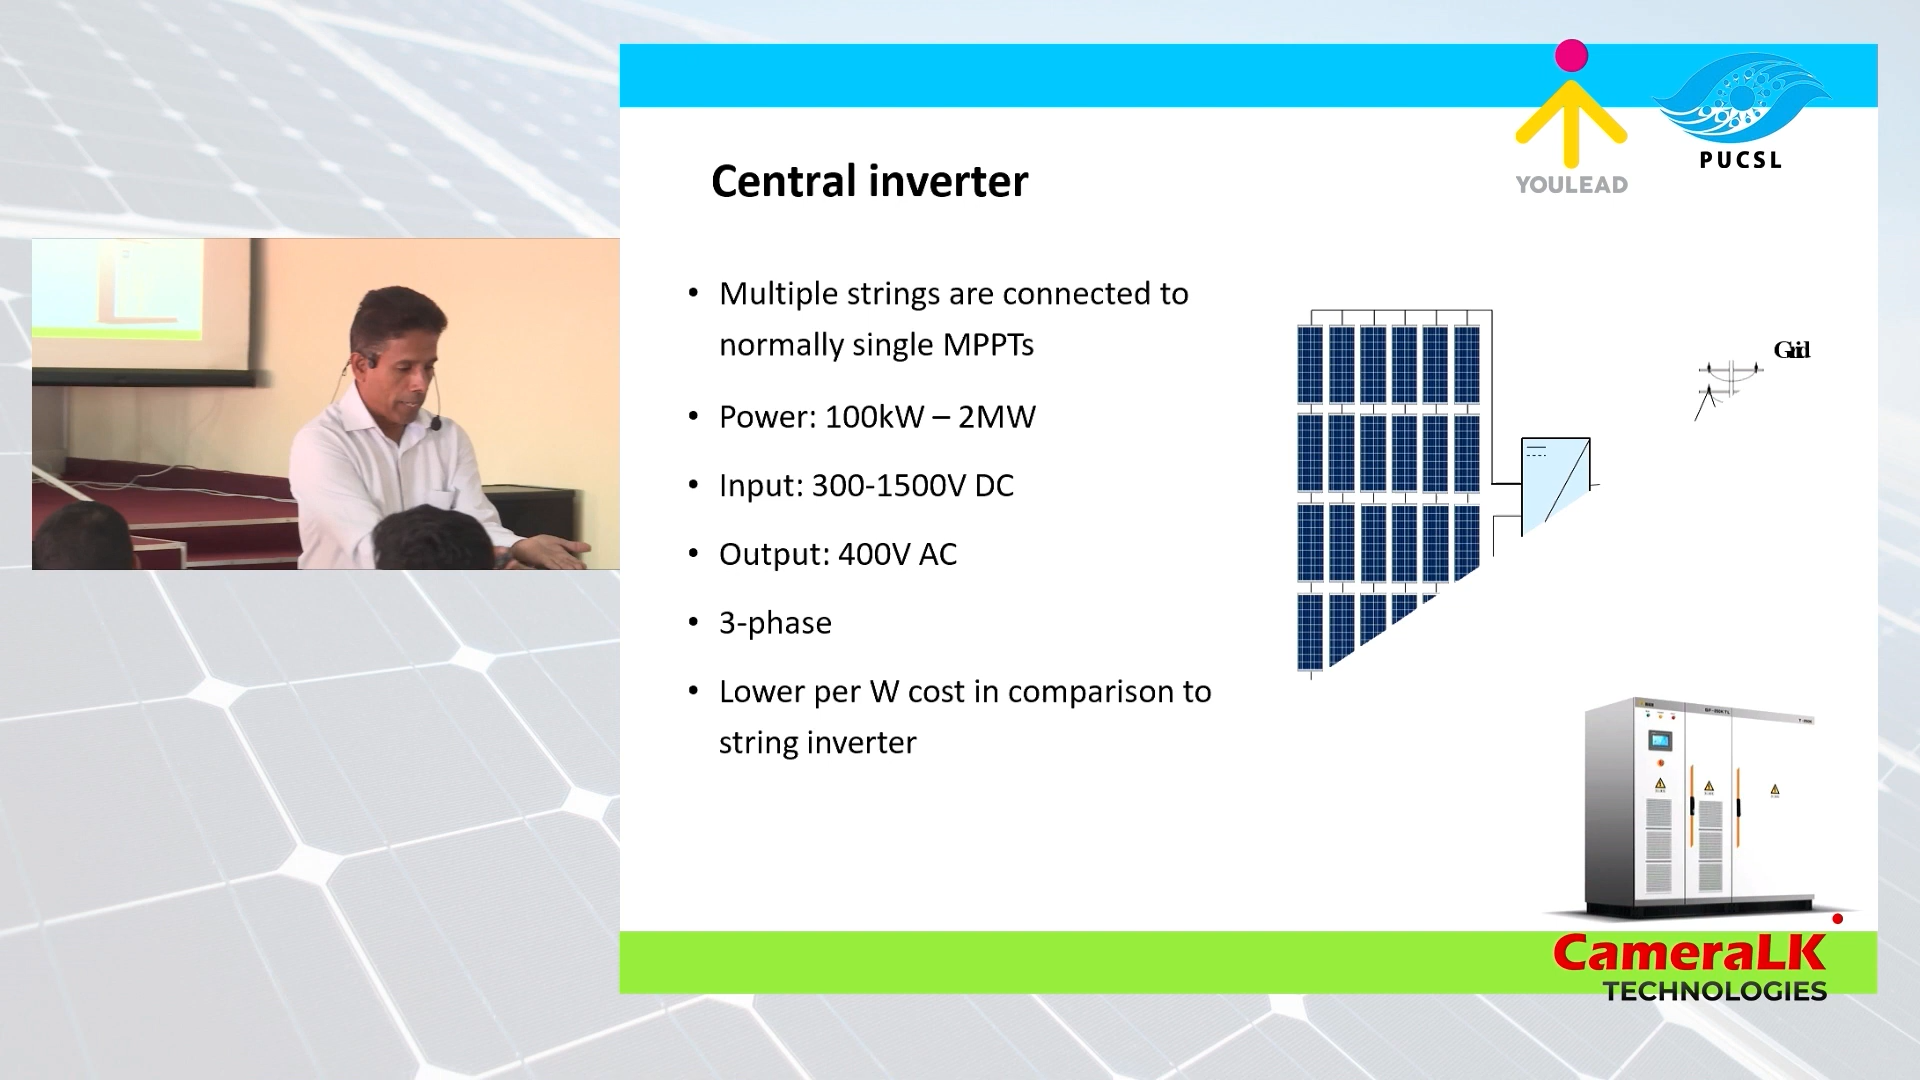 YOULEAD
PUCSL
Central inverter
• Multiple strings are connected to
normally single MPPTs
• Power: 100kW – 2MW
• Input: 300-1500V DC
• Output: 400V AC
• 3-phase
• Lower per W cost in comparison to
string inverter
Grid
CameraLK
TECHNOLOGIES